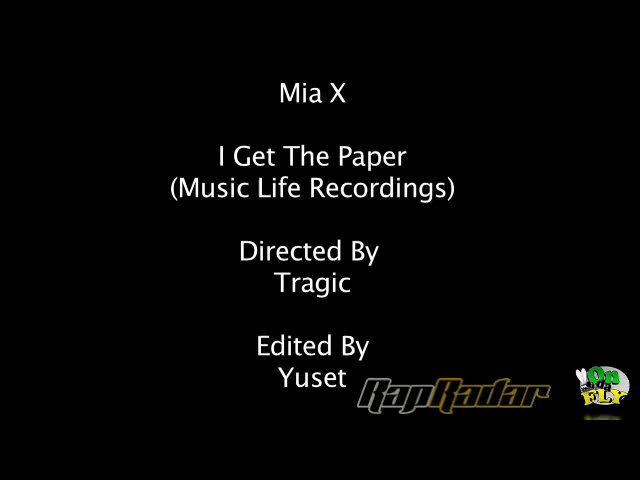 Mia X
I Get The Paper
(Music Life Recordings)
Directed By
Tragic
Edited By
Yuset
RapRadar
On
FLY